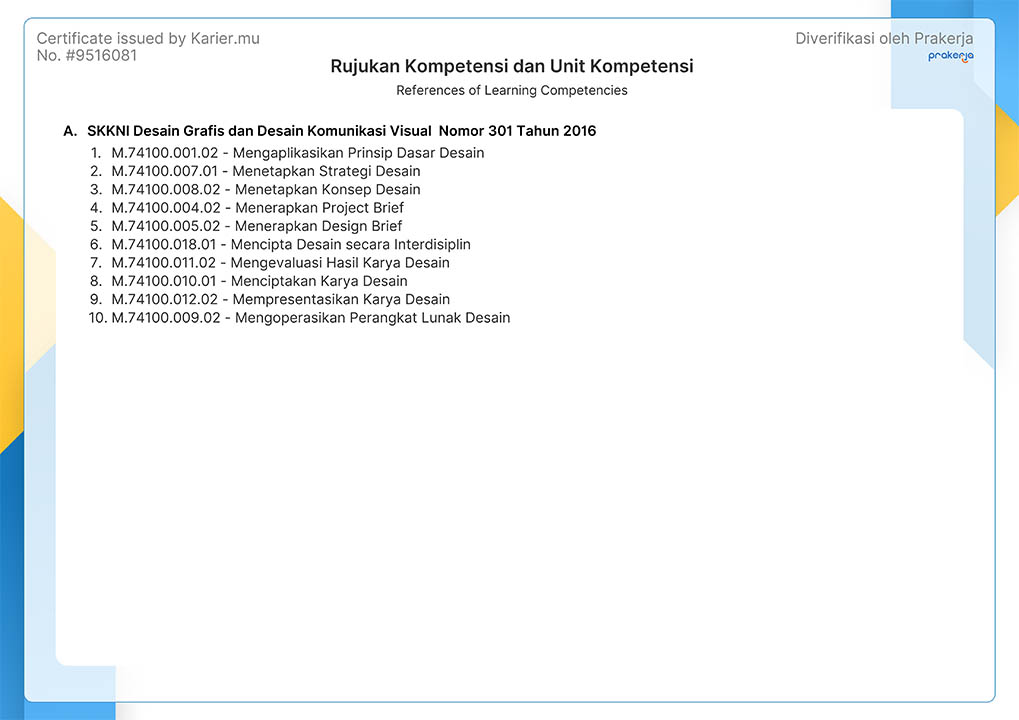 Certificate issued by Karier.mu
No. #9516081
Diverifikasi oleh Prakerja
prakerja
Rujukan Kompetensi dan Unit Kompetensi
References of Learning Competencies
A. SKKNI Desain Grafis dan Desain Komunikasi Visual Nomor 301 Tahun 2016
1. M.74100.001.02 - Mengaplikasikan Prinsip Dasar Desain
2. M.74100.007.01 - Menetapkan Strategi Desain
3. M.74100.008.02 - Menetapkan Konsep Desain
4. M.74100.004.02 - Menerapkan Project Brief
5. M.74100.005.02 - Menerapkan Design Brief
6. M.74100.018.01 - Mencipta Desain secara Interdisiplin
7. M.74100.011.02 - Mengevaluasi Hasil Karya Desain
8. M.74100.010.01 - Menciptakan Karya Desain
9. M.74100.012.02 - Mempresentasikan Karya Desain
10. M.74100.009.02 - Mengoperasikan Perangkat Lunak Desain